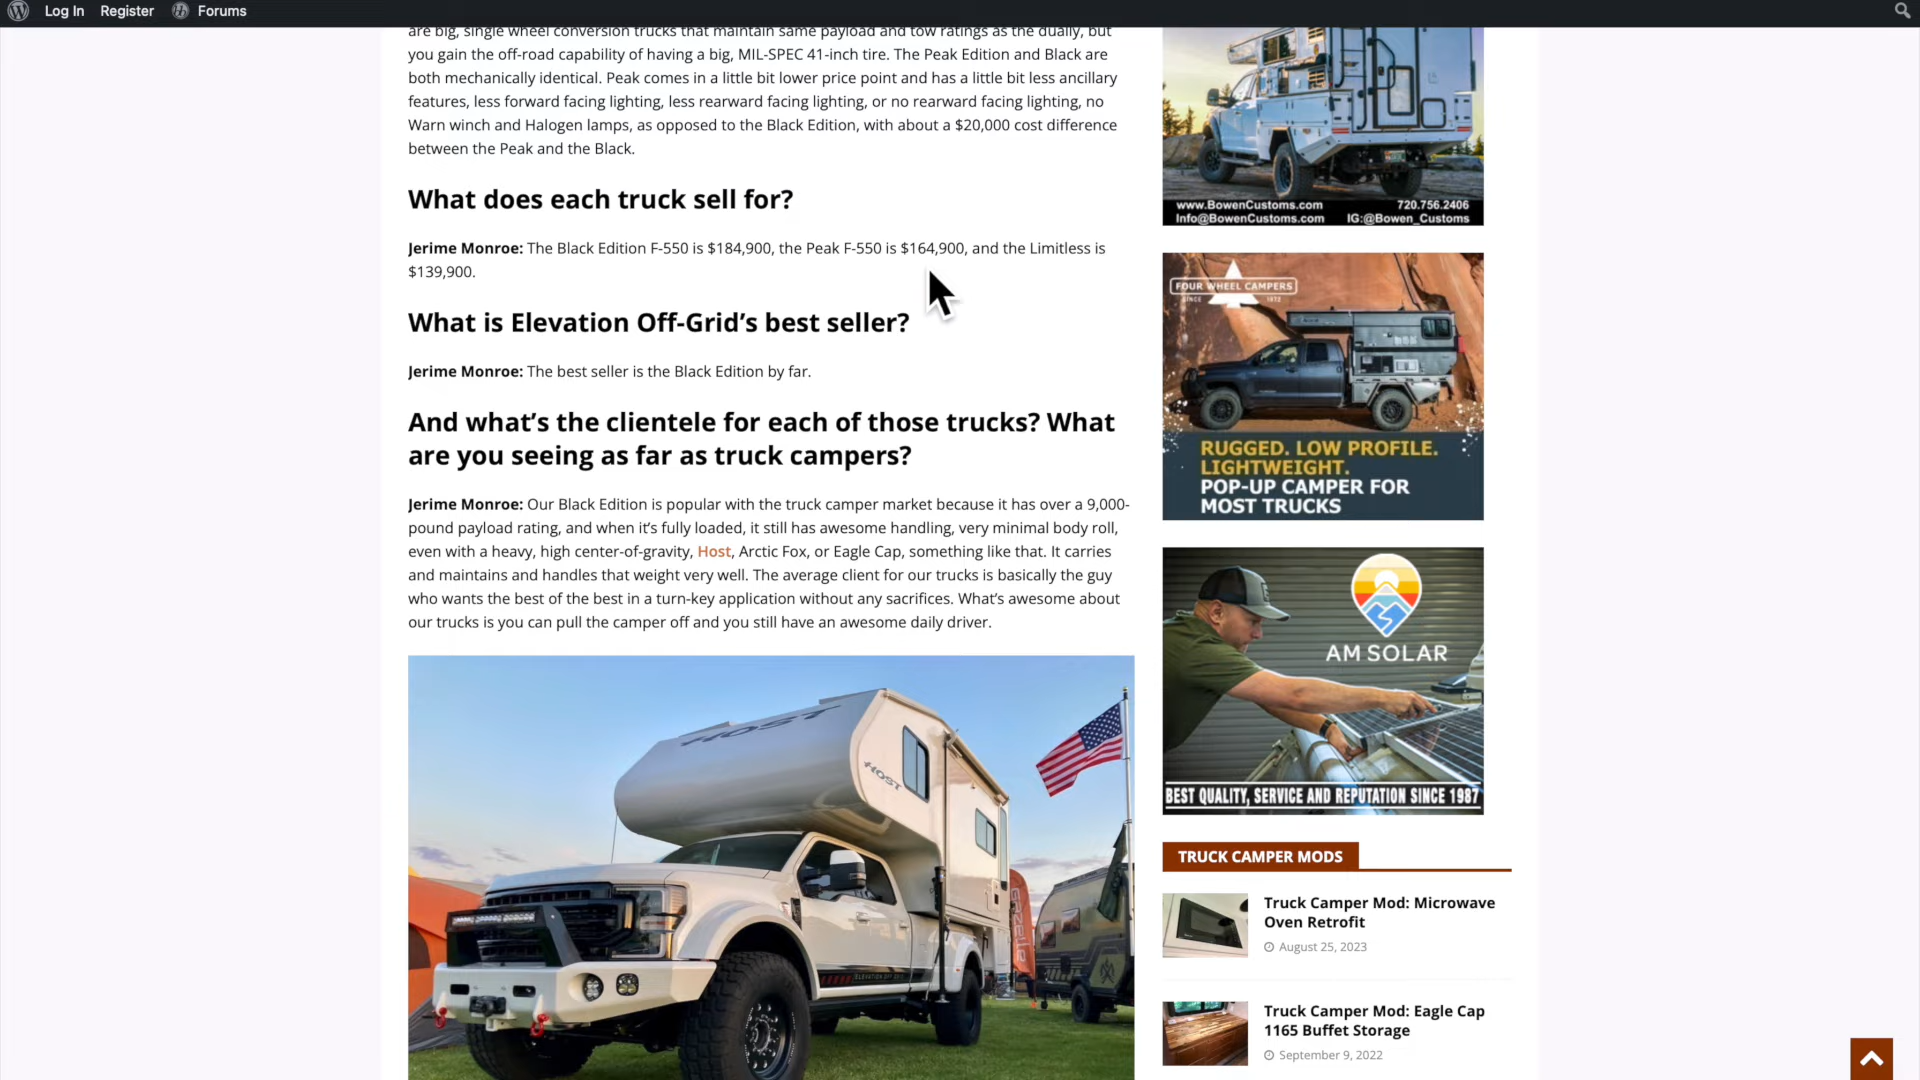 Log In Register Forums
are big, single wheel conversion trucks that maintain same payload and tow ratings as the dually, but
you gain the off-road capability of having a big, MIL-SPEC 41-inch tire. The Peak Edition and Black are
both mechanically identical. Peak comes in a little bit lower price point and has a little bit less ancillary
features, less forward facing lighting, less rearward facing lighting, or no rearward facing lighting, no
Warn winch and Halogen lamps, as opposed to the Black Edition, with about a $20,000 cost difference
between the Peak and the Black.
What does each truck sell for?
Jerime Monroe: The Black Edition F-550 is $184,900, the Peak F-550 is $164,900, and the Limitless is
$139,900.
What is Elevation Off-Grid’s best seller?
Jerime Monroe: The best seller is the Black Edition by far.
And what’s the clientele for each of those trucks? What
are you seeing as far as truck campers?
Jerime Monroe: Our Black Edition is popular with the truck camper market because it has over a 9,000-
pound payload rating, and when it’s fully loaded, it still has awesome handling, very minimal body roll,
even with a heavy, high center-of-gravity, Host, Arctic Fox, or Eagle Cap, something like that. It carries
and maintains and handles that weight very well. The average client for our trucks is basically the guy
who wants the best of the best in a turn-key application without any sacrifices. What’s awesome about
our trucks is you can pull the camper off and you still have an awesome daily driver.
HOST
HOST
ELEVATION OFF GRID
www.BowenCustoms.com 720.756.2406
Info@BowenCustoms.com IG:@Bowen_Customs
FOUR WHEEL CAMPERS
SINCE 1972
RUGGED. LOW PROFILE.
LIGHTWEIGHT.
POP-UP CAMPER FOR
MOST TRUCKS
AM SOLAR
BEST QUALITY, SERVICE AND REPUTATION SINCE 1987
TRUCK CAMPER MODS
Truck Camper Mod: Microwave
Oven Retrofit
August 25, 2023
Truck Camper Mod: Eagle Cap
1165 Buffet Storage
September 9, 2022